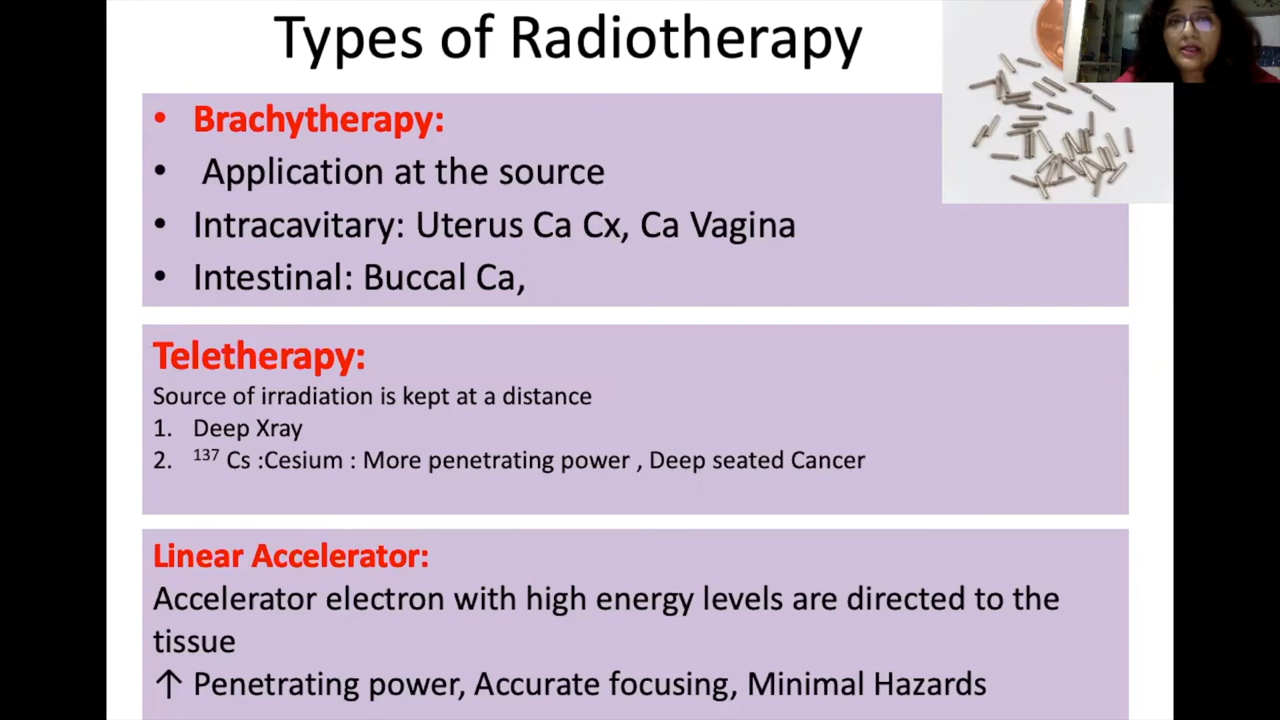 Types of Radiotherapy
• Brachytherapy:
• Application at the source
• Intracavitary: Uterus Ca Cx, Ca Vagina
• Intestinal: Buccal Ca,
Teletherapy:
Source of irradiation is kept at a distance
1. Deep Xray
2. ¹³⁷ Cs :Cesium : More penetrating power , Deep seated Cancer
Linear Accelerator:
Accelerator electron with high energy levels are directed to the
tissue
↑ Penetrating power, Accurate focusing, Minimal Hazards